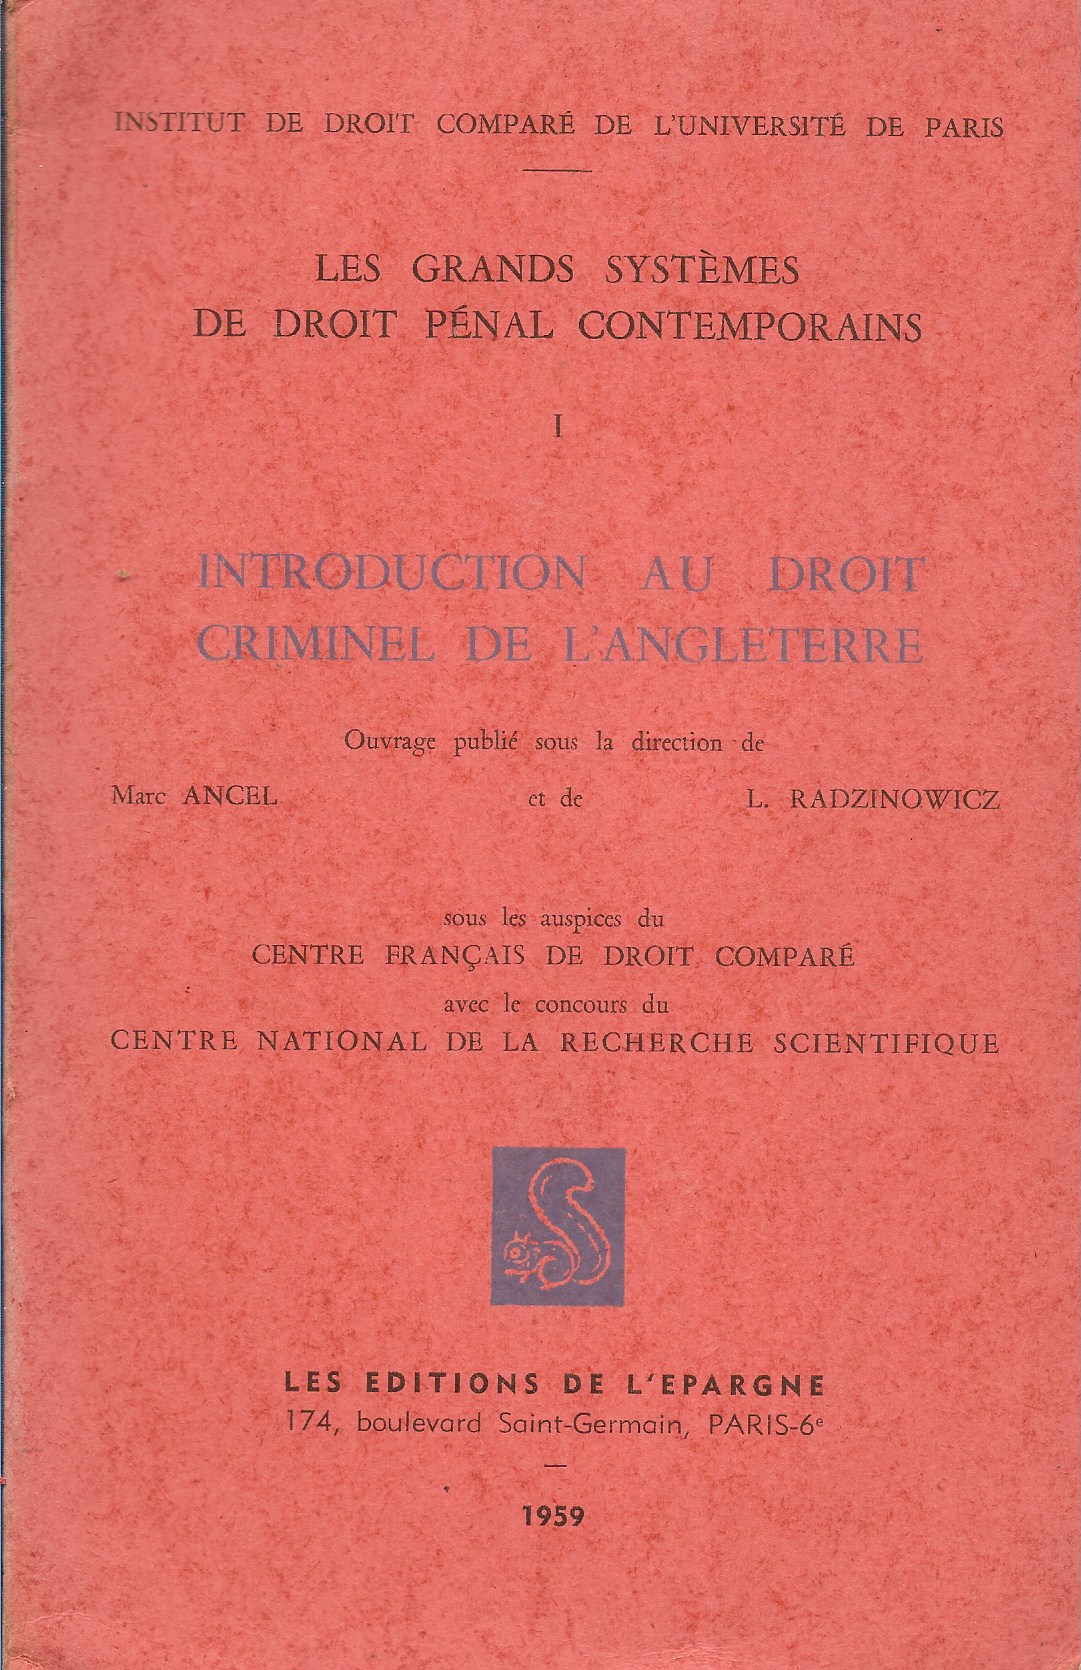 INSTITUT DE DROIT COMPARÉ DE L'UNIVERSITÉ DE PARIS
LES GRANDS SYSTÈMES
DE DROIT PÉNAL CONTEMPORAINS
I
INTRODUCTION AU DROIT
CRIMINEL DE L'ANGLETERRE
Ouvrage publié sous la direction de
Marc ANCEL et de L. RADZINOWICZ
sous les auspices du
CENTRE FRANÇAIS DE DROIT COMPARÉ
avec le concours du
CENTRE NATIONAL DE LA RECHERCHE SCIENTIFIQUE
LES EDITIONS DE L'EPARGNE
174, boulevard Saint-Germain, PARIS-6e
1959